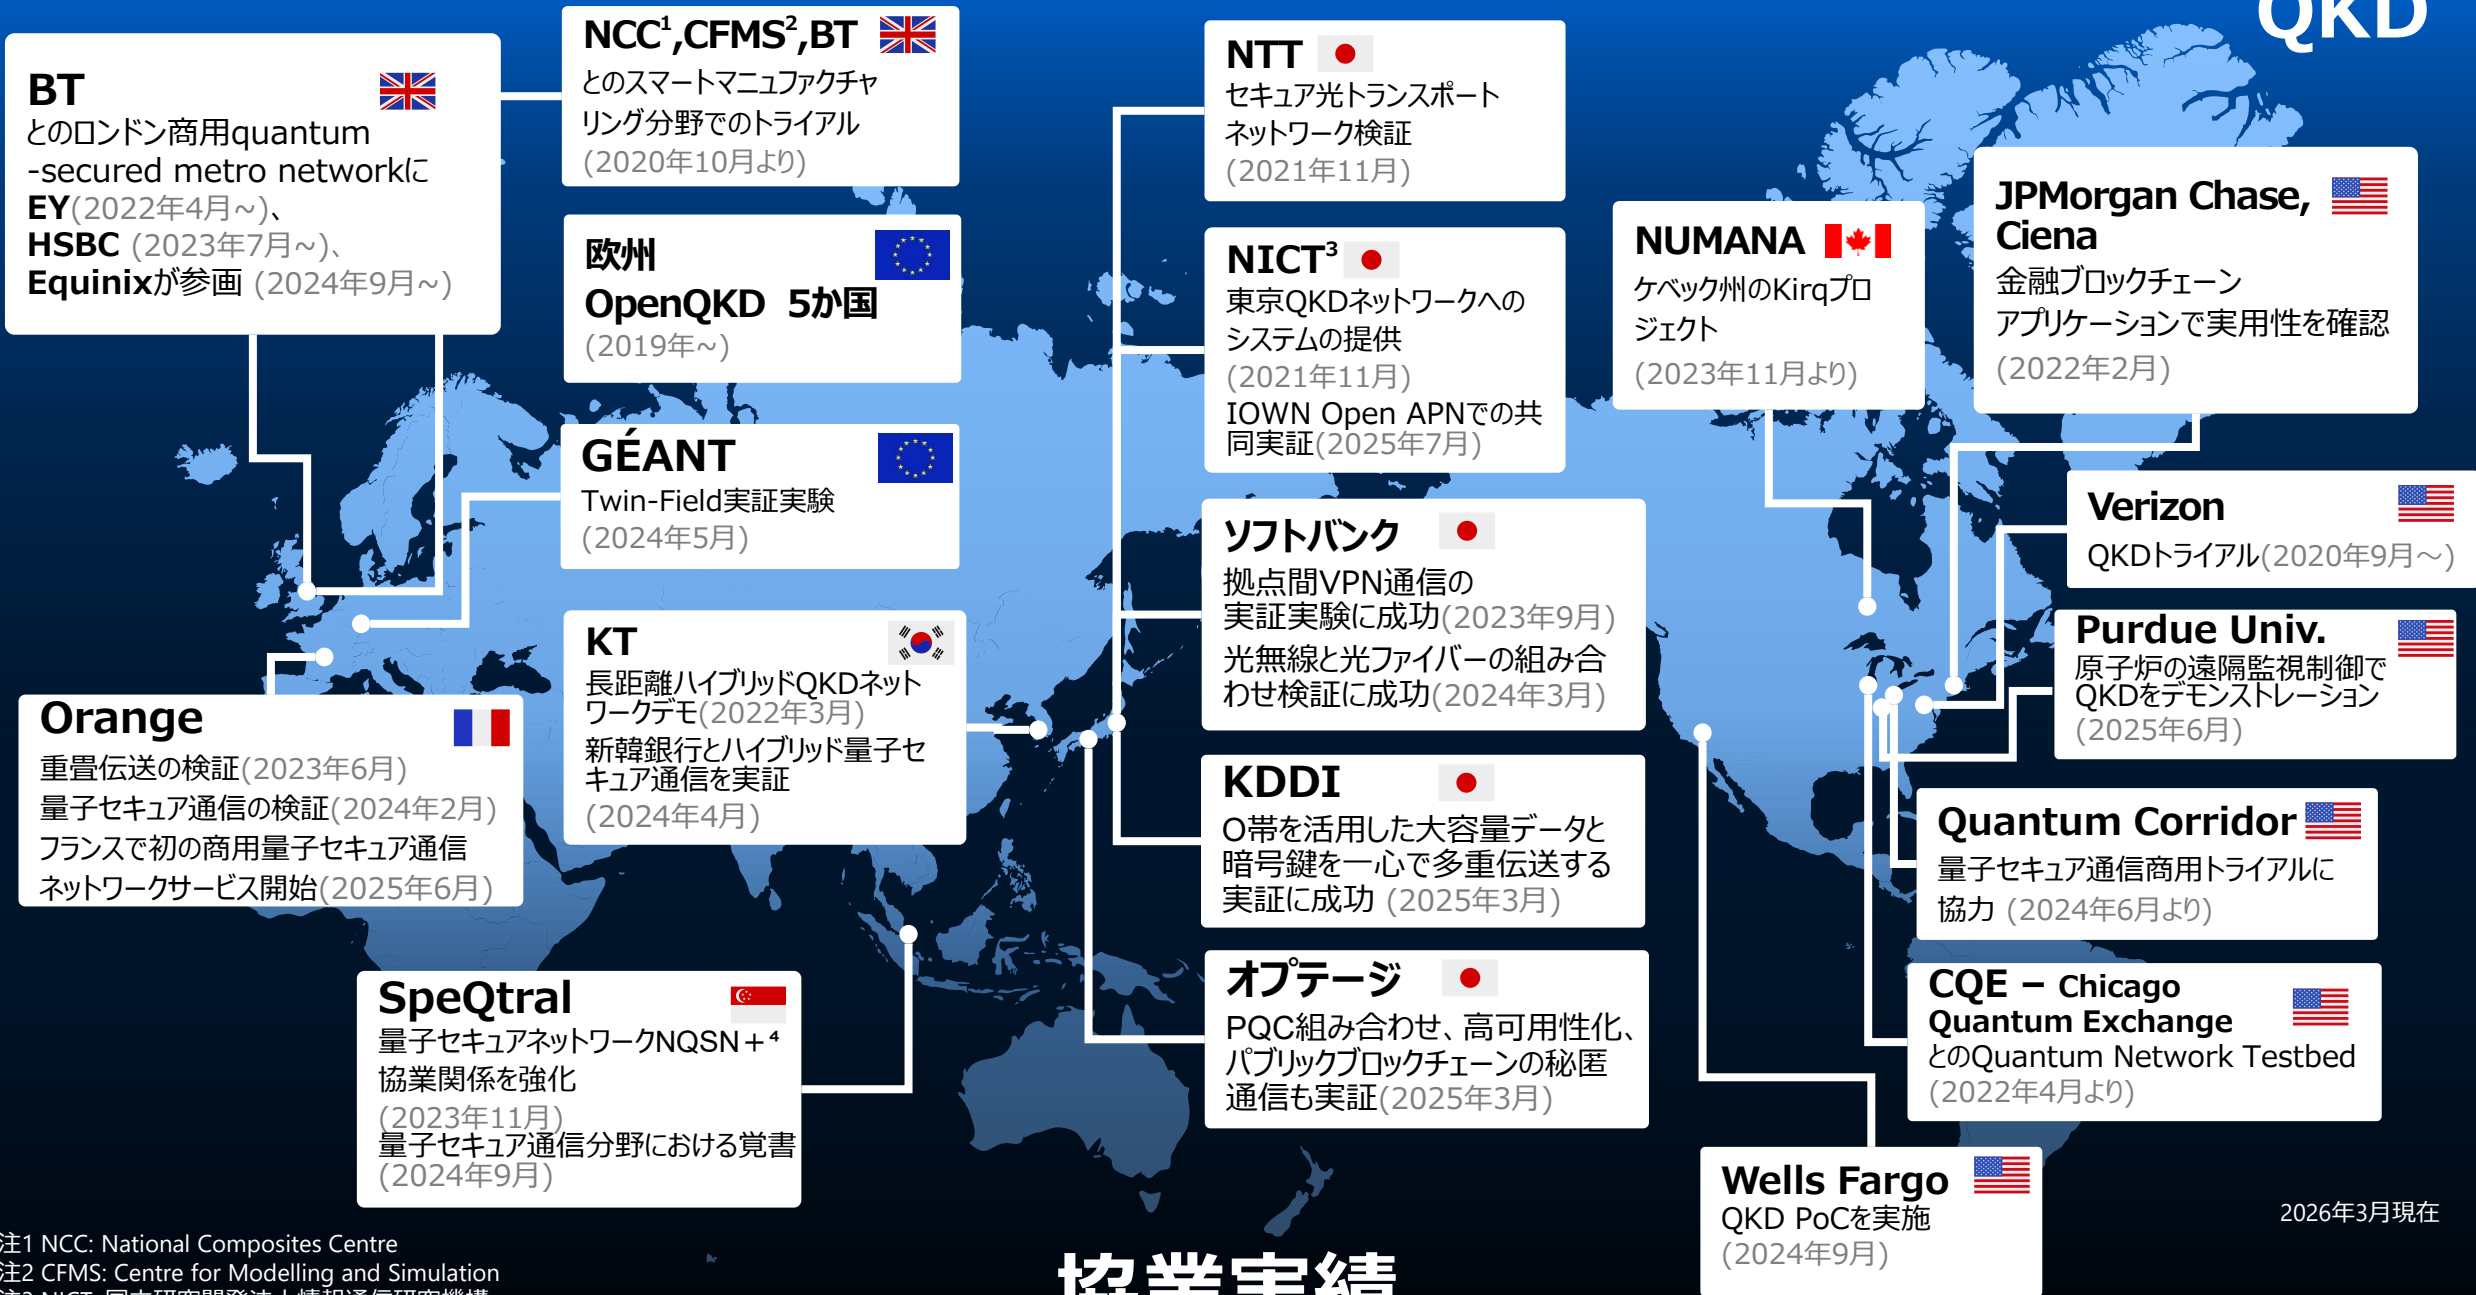 QKD
BT
とのロンドン商用quantum
-secured metro networkに
EY(2022年4月~)、
HSBC (2023年7月~)、
Equinixが参画 (2024年9月~)
NCC¹,CFMS²,BT
とのスマートマニュファクチャ
リング分野でのトライアル
(2020年10月より)
欧州
OpenQKD 5か国
(2019年~)
GÉANT
Twin-Field実証実験
(2024年5月)
KT
長距離ハイブリッドQKDネット
ワークデモ(2022年3月)
新韓銀行とハイブリッド量子セ
キュア通信を実証
(2024年4月)
Orange
重畳伝送の検証(2023年6月)
量子セキュア通信の検証(2024年2月)
フランスで初の商用量子セキュア通信
ネットワークサービス開始(2025年6月)
SpeQtral
量子セキュアネットワークNQSN+⁴
協業関係を強化
(2023年11月)
量子セキュア通信分野における覚書
(2024年9月)
NTT
セキュア光トランスポート
ネットワーク検証
(2021年11月)
NICT³
東京QKDネットワークへの
システムの提供
(2021年11月)
IOWN Open APNでの共
同実証(2025年7月)
ソフトバンク
拠点間VPN通信の
実証実験に成功(2023年9月)
光無線と光ファイバーの組み合
わせ検証に成功(2024年3月)
KDDI
O帯を活用した大容量データと
暗号鍵を一心で多重伝送する
実証に成功 (2025年3月)
オプテージ
PQC組み合わせ、高可用性化、
パブリックブロックチェーンの秘匿
通信も実証(2025年3月)
NUMANA
ケベック州のKirqプロ
ジェクト
(2023年11月より)
JPMorgan Chase,
Ciena
金融ブロックチェーン
アプリケーションで実用性を確認
(2022年2月)
Verizon
QKDトライアル(2020年9月～)
Purdue Univ.
原子炉の遠隔監視制御で
QKDをデモンストレーション
(2025年6月)
Quantum Corridor
量子セキュア通信商用トライアルに
協力 (2024年6月より)
CQE – Chicago
Quantum Exchange
とのQuantum Network Testbed
(2022年4月より)
Wells Fargo
QKD PoCを実施
(2024年9月)
2026年3月現在
注1 NCC: National Composites Centre
注2 CFMS: Centre for Modelling and Simulation
注3 NICT: 国立研究開発法人情報通信研究機構
協業実績